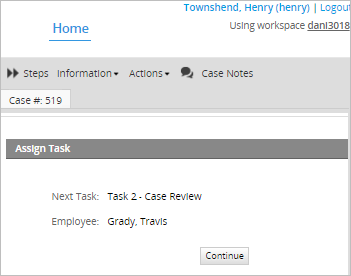 Townshend, Henry (henry) | Logout
Home
Using workspace dani3018
Steps Information Actions Case Notes
Case #: 519
Assign Task
Next Task: Task 2 - Case Review
Employee: Grady, Travis
Continue